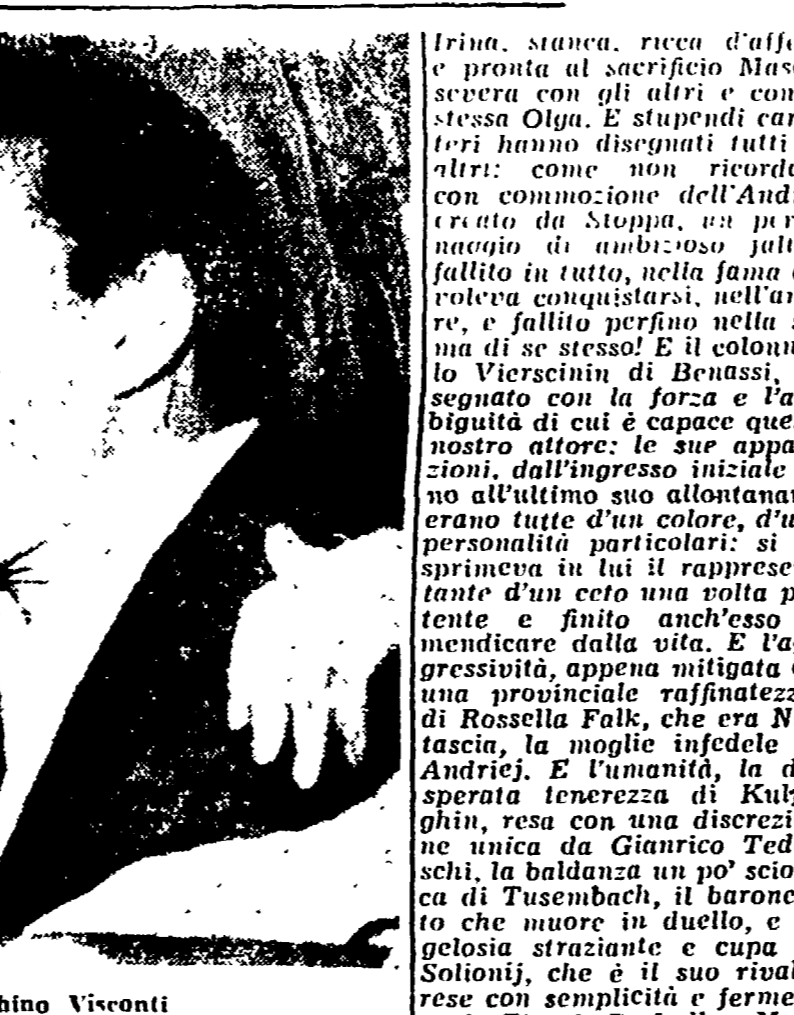 Irina, stanca, ricca d'affe
e pronta al sacrificio Mas
severa con gli altri e con
stessa Olga. E stupendi car
teri hanno disegnati tutti
altri: come non ricorda
con commozione dell'And
creato da Stoppa, un per
naggio di ambizioso fall
fallito in tutto, nella fama
voleva conquistarsi, nell'an
re, e fallito perfino nella s
ma di se stesso! E il colonn
lo Vierscinin di Benassi,
segnato con la forza e l'a
biguità di cui è capace que
nostro attore: le sue appa
zioni, dall'ingresso iniziale
no all'ultimo suo allontana
erano tutte d'un colore, d'u
personalità particolari: si
sprimeva in lui il rapprese
tante d'un ceto una volta p
tente e finito anch'esso
mendicare dalla vita. E l'a
gressività, appena mitigata
una provinciale raffinatezz
di Rossella Falk, che era N
tascia, la moglie infedele
Andriej. E l'umanità, la d
sperata tenerezza di Kuly
ghin, resa con una discrezi
ne unica da Gianrico Ted
schi, la baldanza un po' scio
ca di Tusembach, il baronc
to che muore in duello, e
gelosia straziante e cupa
Solionij, che è il suo rival
rese con semplicità e ferme
hino Visconti